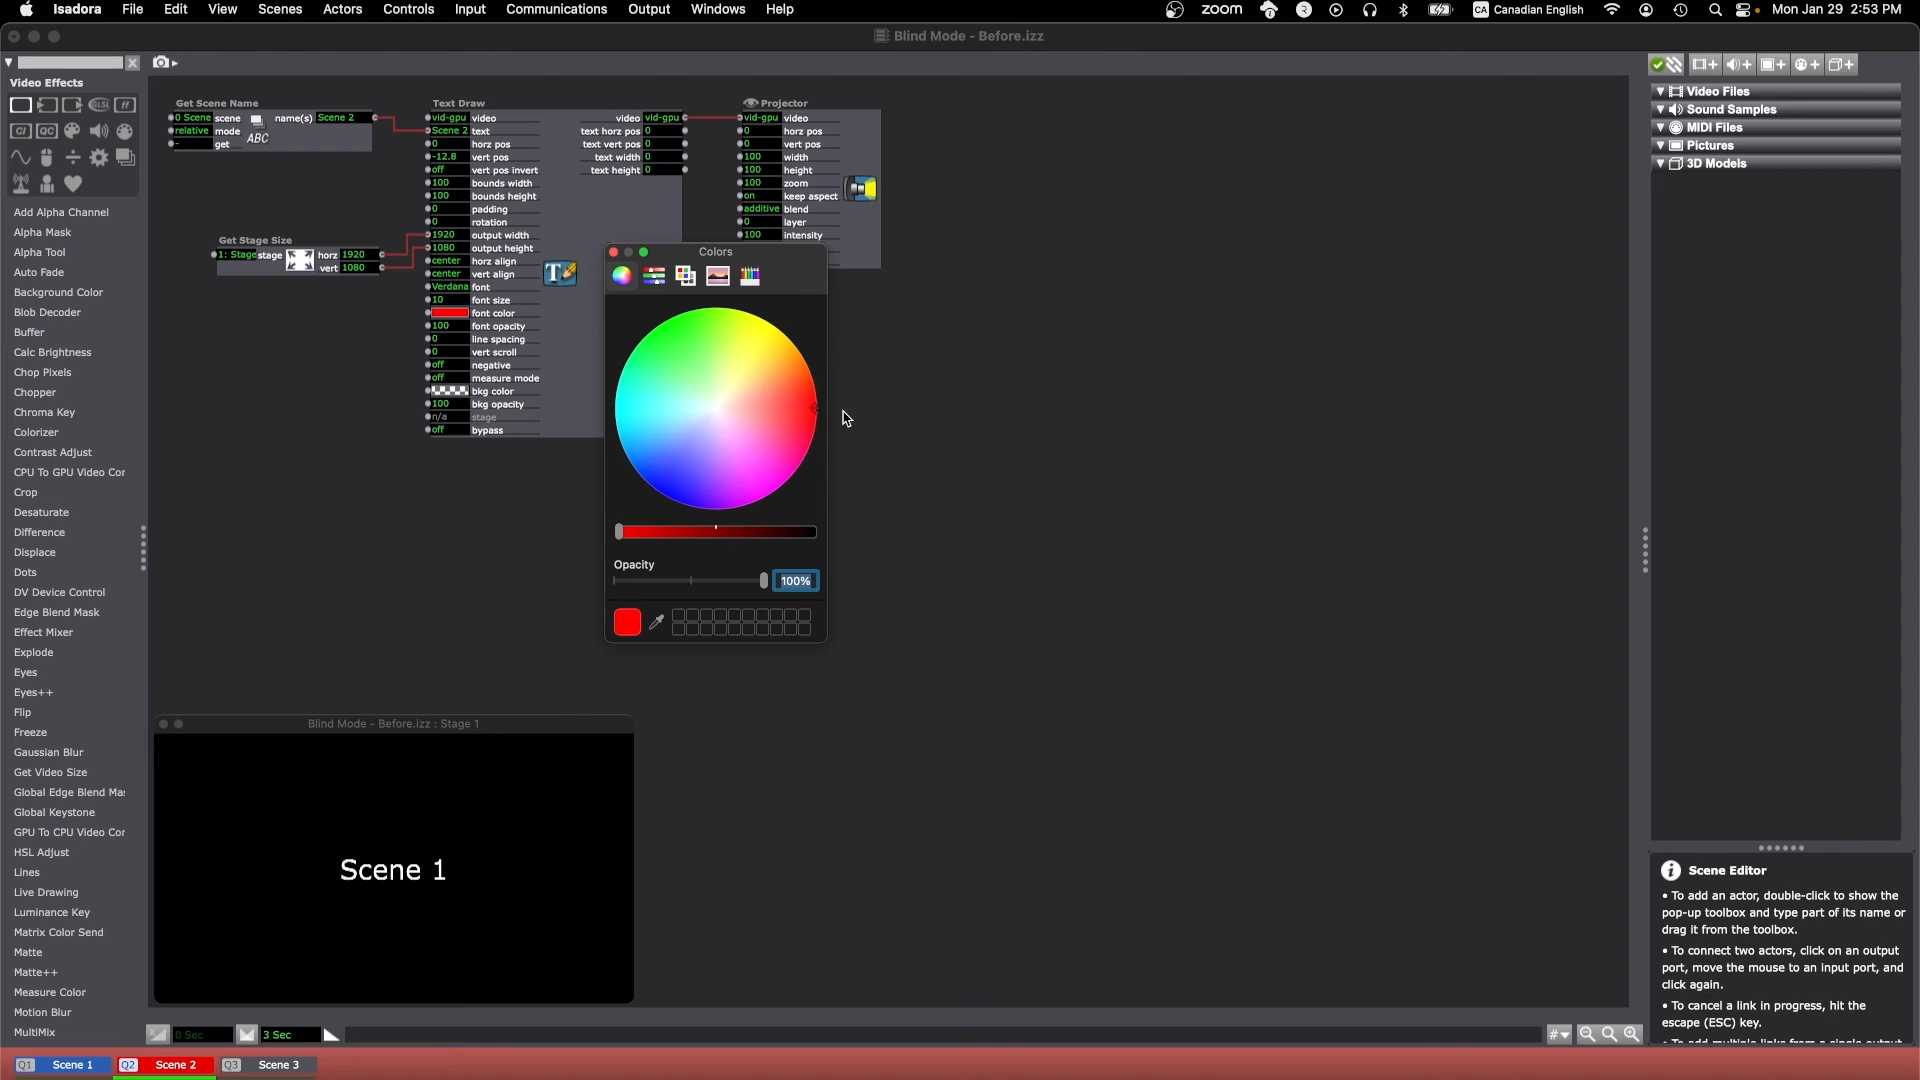 File Edit View Scenes Actors Controls Input Communications Output Windows Help
Isadora
zoom
CA Canadian English
Mon Jan 29 2:53 PM
Blind Mode - Before.izz
Video Effects
GLSL
ff
CI
QC
Add Alpha Channel
Alpha Mask
Alpha Tool
Auto Fade
Background Color
Blob Decoder
Buffer
Calc Brightness
Chop Pixels
Chopper
Chroma Key
Colorizer
Contrast Adjust
CPU To GPU Video Cor
Crop
Desaturate
Difference
Displace
Dots
DV Device Control
Edge Blend Mask
Effect Mixer
Explode
Eyes
Eyes++
Flip
Freeze
Gaussian Blur
Get Video Size
Global Edge Blend Mas
Global Keystone
GPU To CPU Video Cor
HSL Adjust
Lines
Live Drawing
Luminance Key
Matrix Color Send
Matte
Matte++
Measure Color
Motion Blur
MultiMix
Get Scene Name
0 Scene scene name(s) Scene 2
relative mode
- get
ABC
Get Stage Size
1: Stage stage horz 1920
vert 1080
Text Draw
vid-gpu video video vid-gpu
Scene 2 text text horz pos 0
0 horz pos text vert pos 0
-12.8 vert pos text width 0
off vert pos invert text height 0
100 bounds width
100 bounds height
0 padding
0 rotation
1920 output width
1080 output height
center horz align
center vert align
Verdana font
10 font size
font color
100 font opacity
0 line spacing
0 vert scroll
off negative
off measure mode
bkg color
100 bkg opacity
n/a stage
off bypass
Projector
vid-gpu video
0 horz pos
0 vert pos
100 width
100 height
100 zoom
on keep aspect
additive blend
0 layer
100 intensity
Colors
Opacity
100%
Blind Mode - Before.izz : Stage 1
Scene 1
Video Files
Sound Samples
MIDI Files
Pictures
3D Models
Scene Editor
• To add an actor, double-click to show the
pop-up toolbox and type part of its name or
drag it from the toolbox.
• To connect two actors, click on an output
port, move the mouse to an input port, and
click again.
• To cancel a link in progress, hit the
escape (ESC) key.
0 Sec
3 Sec
#
Q1 Scene 1 Q2 Scene 2 Q3 Scene 3